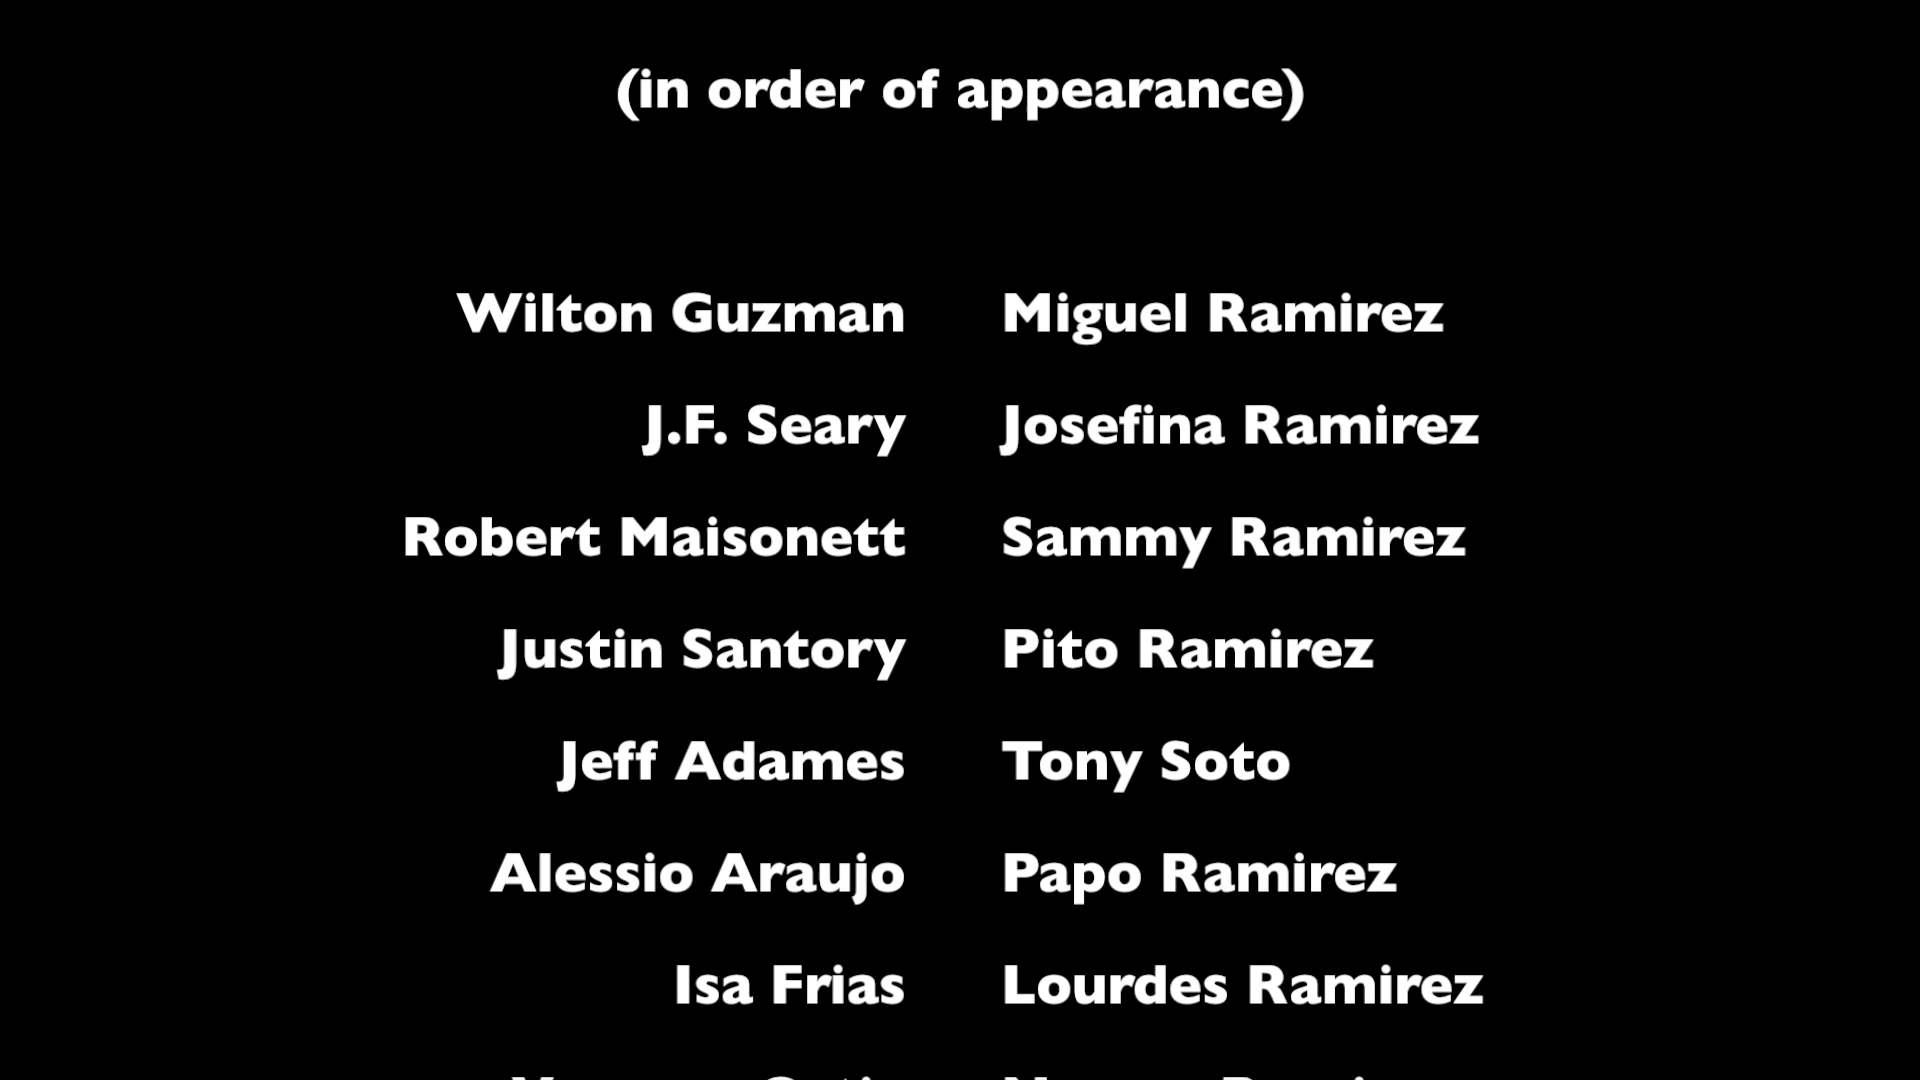 (in order of appearance)
Wilton Guzman Miguel Ramirez
J.F. Seary Josefina Ramirez
Robert Maisonett Sammy Ramirez
Justin Santory Pito Ramirez
Jeff Adames Tony Soto
Alessio Araujo Papo Ramirez
Isa Frias Lourdes Ramirez